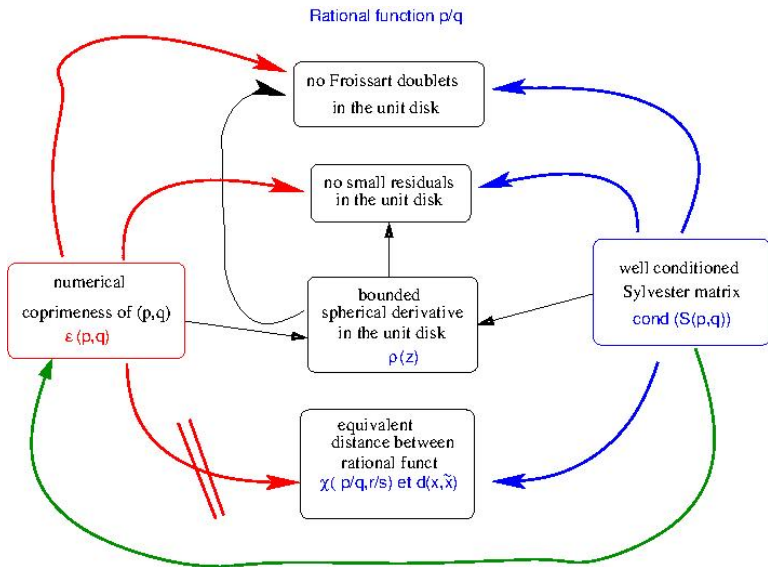 Rational function p/q
no Froissart doublets
in the unit disk
no small residuals
in the unit disk
numerical
coprimeness of (p,q)
ε(p,q)
bounded
spherical derivative
in the unit disk
ρ(z)
well conditioned
Sylvester matrix
cond (S(p,q))
equivalent
distance between
rational funct
χ( p/q,r/s) et d(x,x̃)